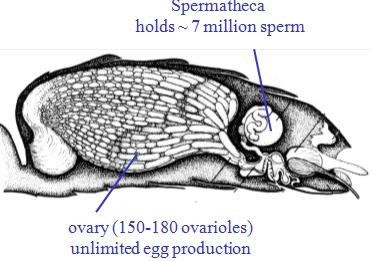 Spermatheca
holds ~ 7 million sperm
ovary (150-180 ovarioles)
unlimited egg production